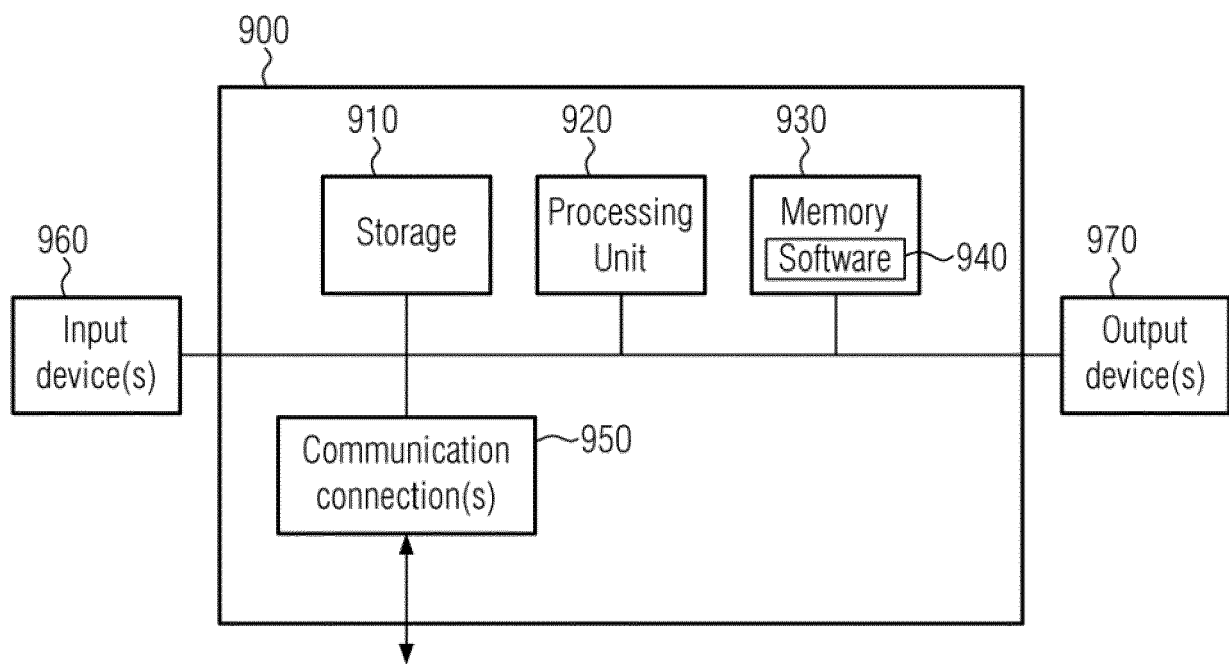 900
910
920
930
Storage
Processing
Unit
Memory
Software
940
960
970
Input
device(s)
Output
device(s)
Communication
connection(s)
950